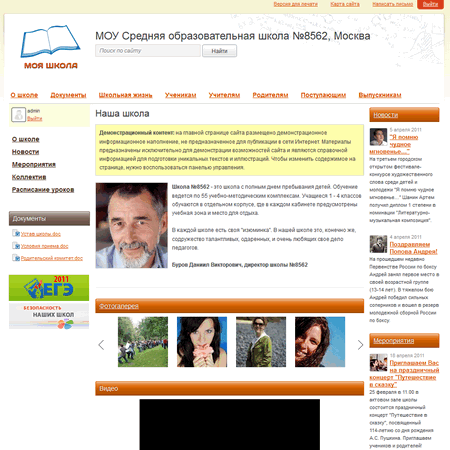 Версия для печати Карта сайта Написать письмо Выйти
МОУ Средняя образовательная школа №8562, Москва
Поиск по сайту Найти
МОЯ ШКОЛА
О школе Документы Школьная жизнь Ученикам Учителям Родителям Поступающим Выпускникам
admin
Выйти
О школе
Новости
Мероприятия
Коллектив
Расписание уроков
Документы
Устав школы.doc
Условия приема.doc
Родительский комитет.doc
2011
ЕГЭ
БЕЗОПАСНОСТЬ
НАШИХ ШКОЛ
Наша школа
Демонстрационный контент: на главной странице сайта размещено демонстрационное
информационное наполнение, не предназначенное для публикации в сети Интернет. Материалы
предназначены исключительно для демонстрации возможностей сайта и являются справочной
информацией для подготовки уникальных текстов и иллюстраций. Чтобы изменить содержимое на
странице, нужно воспользоваться панелью управления.
Школа №8562 - это школа с полным днем пребывания детей. Обучение
ведется по 55 учебно-методическим комплексам. Учащиеся 1 - 4 классов
обучаются в отдельном корпусе, где в каждом кабинете предусмотрены
учебная зона и место для отдыха.
В каждой школе есть своя "изюминка". В нашей школе это, конечно же,
содружество талантливых, одаренных, и очень любящих свое дело
педагогов.
Буров Даниил Викторович, директор школы №8562
Фотогалерея
Видео
Новости
5 апреля 2011
"Я помню
чудное
мгновенье..."
На третьем городском
открытом фестивале-
конкурсе художественного
слова среди детей и
молодежи "Я помню чудное
мгновенье..." Шанин Артем
получил диплом 1 степени в
номинации "Литературно-
музыкальная композиция".
4 апреля 2011
Поздравляем
Попова Андрея!
На прошедшем недавно
Первенстве России по боксу
Андрей занял первое место в
своей возрастной группе
(13-14 лет). В тяжелом бою
Андрей победил сильных
соперников и вошел в резерв
молодежной сборной России
по боксу.
Мероприятия
18 апреля 2011
Приглашаем Вас
на праздничный
концерт "Путешествие
в сказку"
25 февраля в 11.00 в
актовом зале школы
состоится праздничный
концерт "Путешествие в
сказку", посвященный
114-летию со дня рождения
А.С. Пушкина. Приглашаем
учеников и родителей!